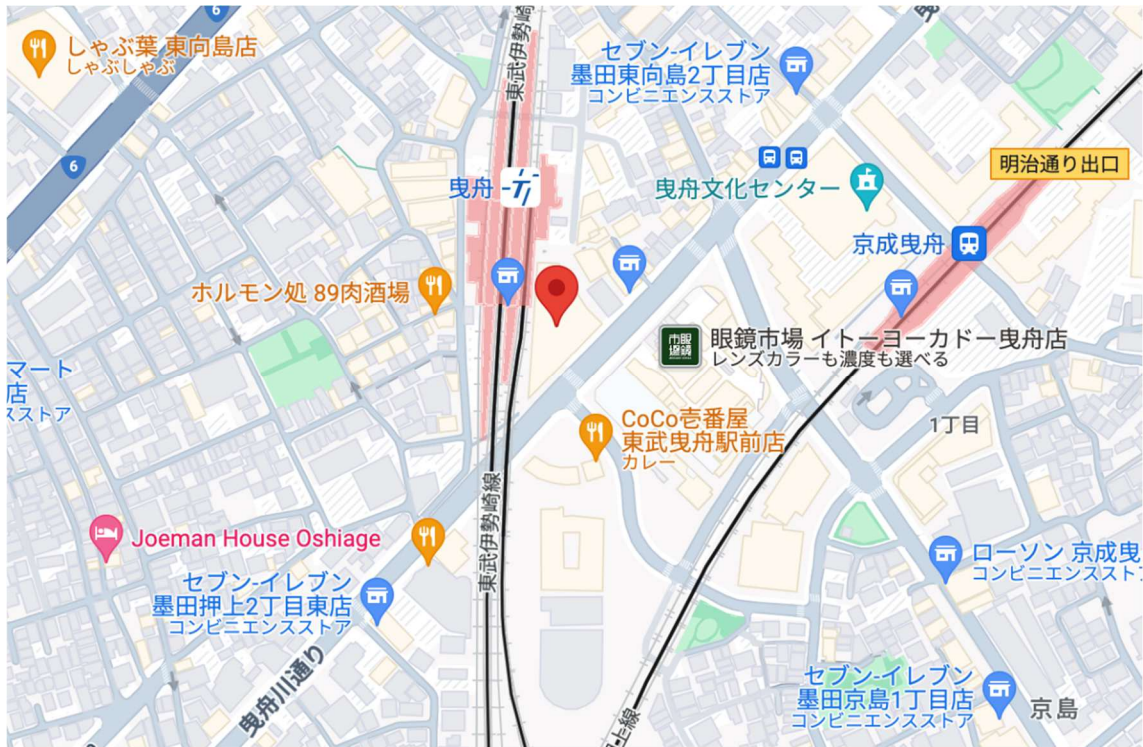 6
しゃぶ葉 東向島店
しゃぶしゃぶ
東武伊勢崎
セブン-イレブン
墨田東向島2丁目店
コンビニエンスストア
6
明治通り出口
曳舟
曳舟文化センター
京成曳舟
ホルモン処 89肉酒場
眼鏡市場
眼鏡市場 イトーヨーカドー曳舟店
レンズカラーも濃度も選べる
マート
店
スストア
CoCo壱番屋
東武曳舟駅前店
カレー
1丁目
東武伊勢崎線
Joeman House Oshiage
ローソン 京成曳
コンビニエンススト
セブン-イレブン
墨田押上2丁目東店
コンビニエンスストア
曳舟川通り
セブン-イレブン
墨田京島1丁目店
コンビニエンスストア
京島
上線